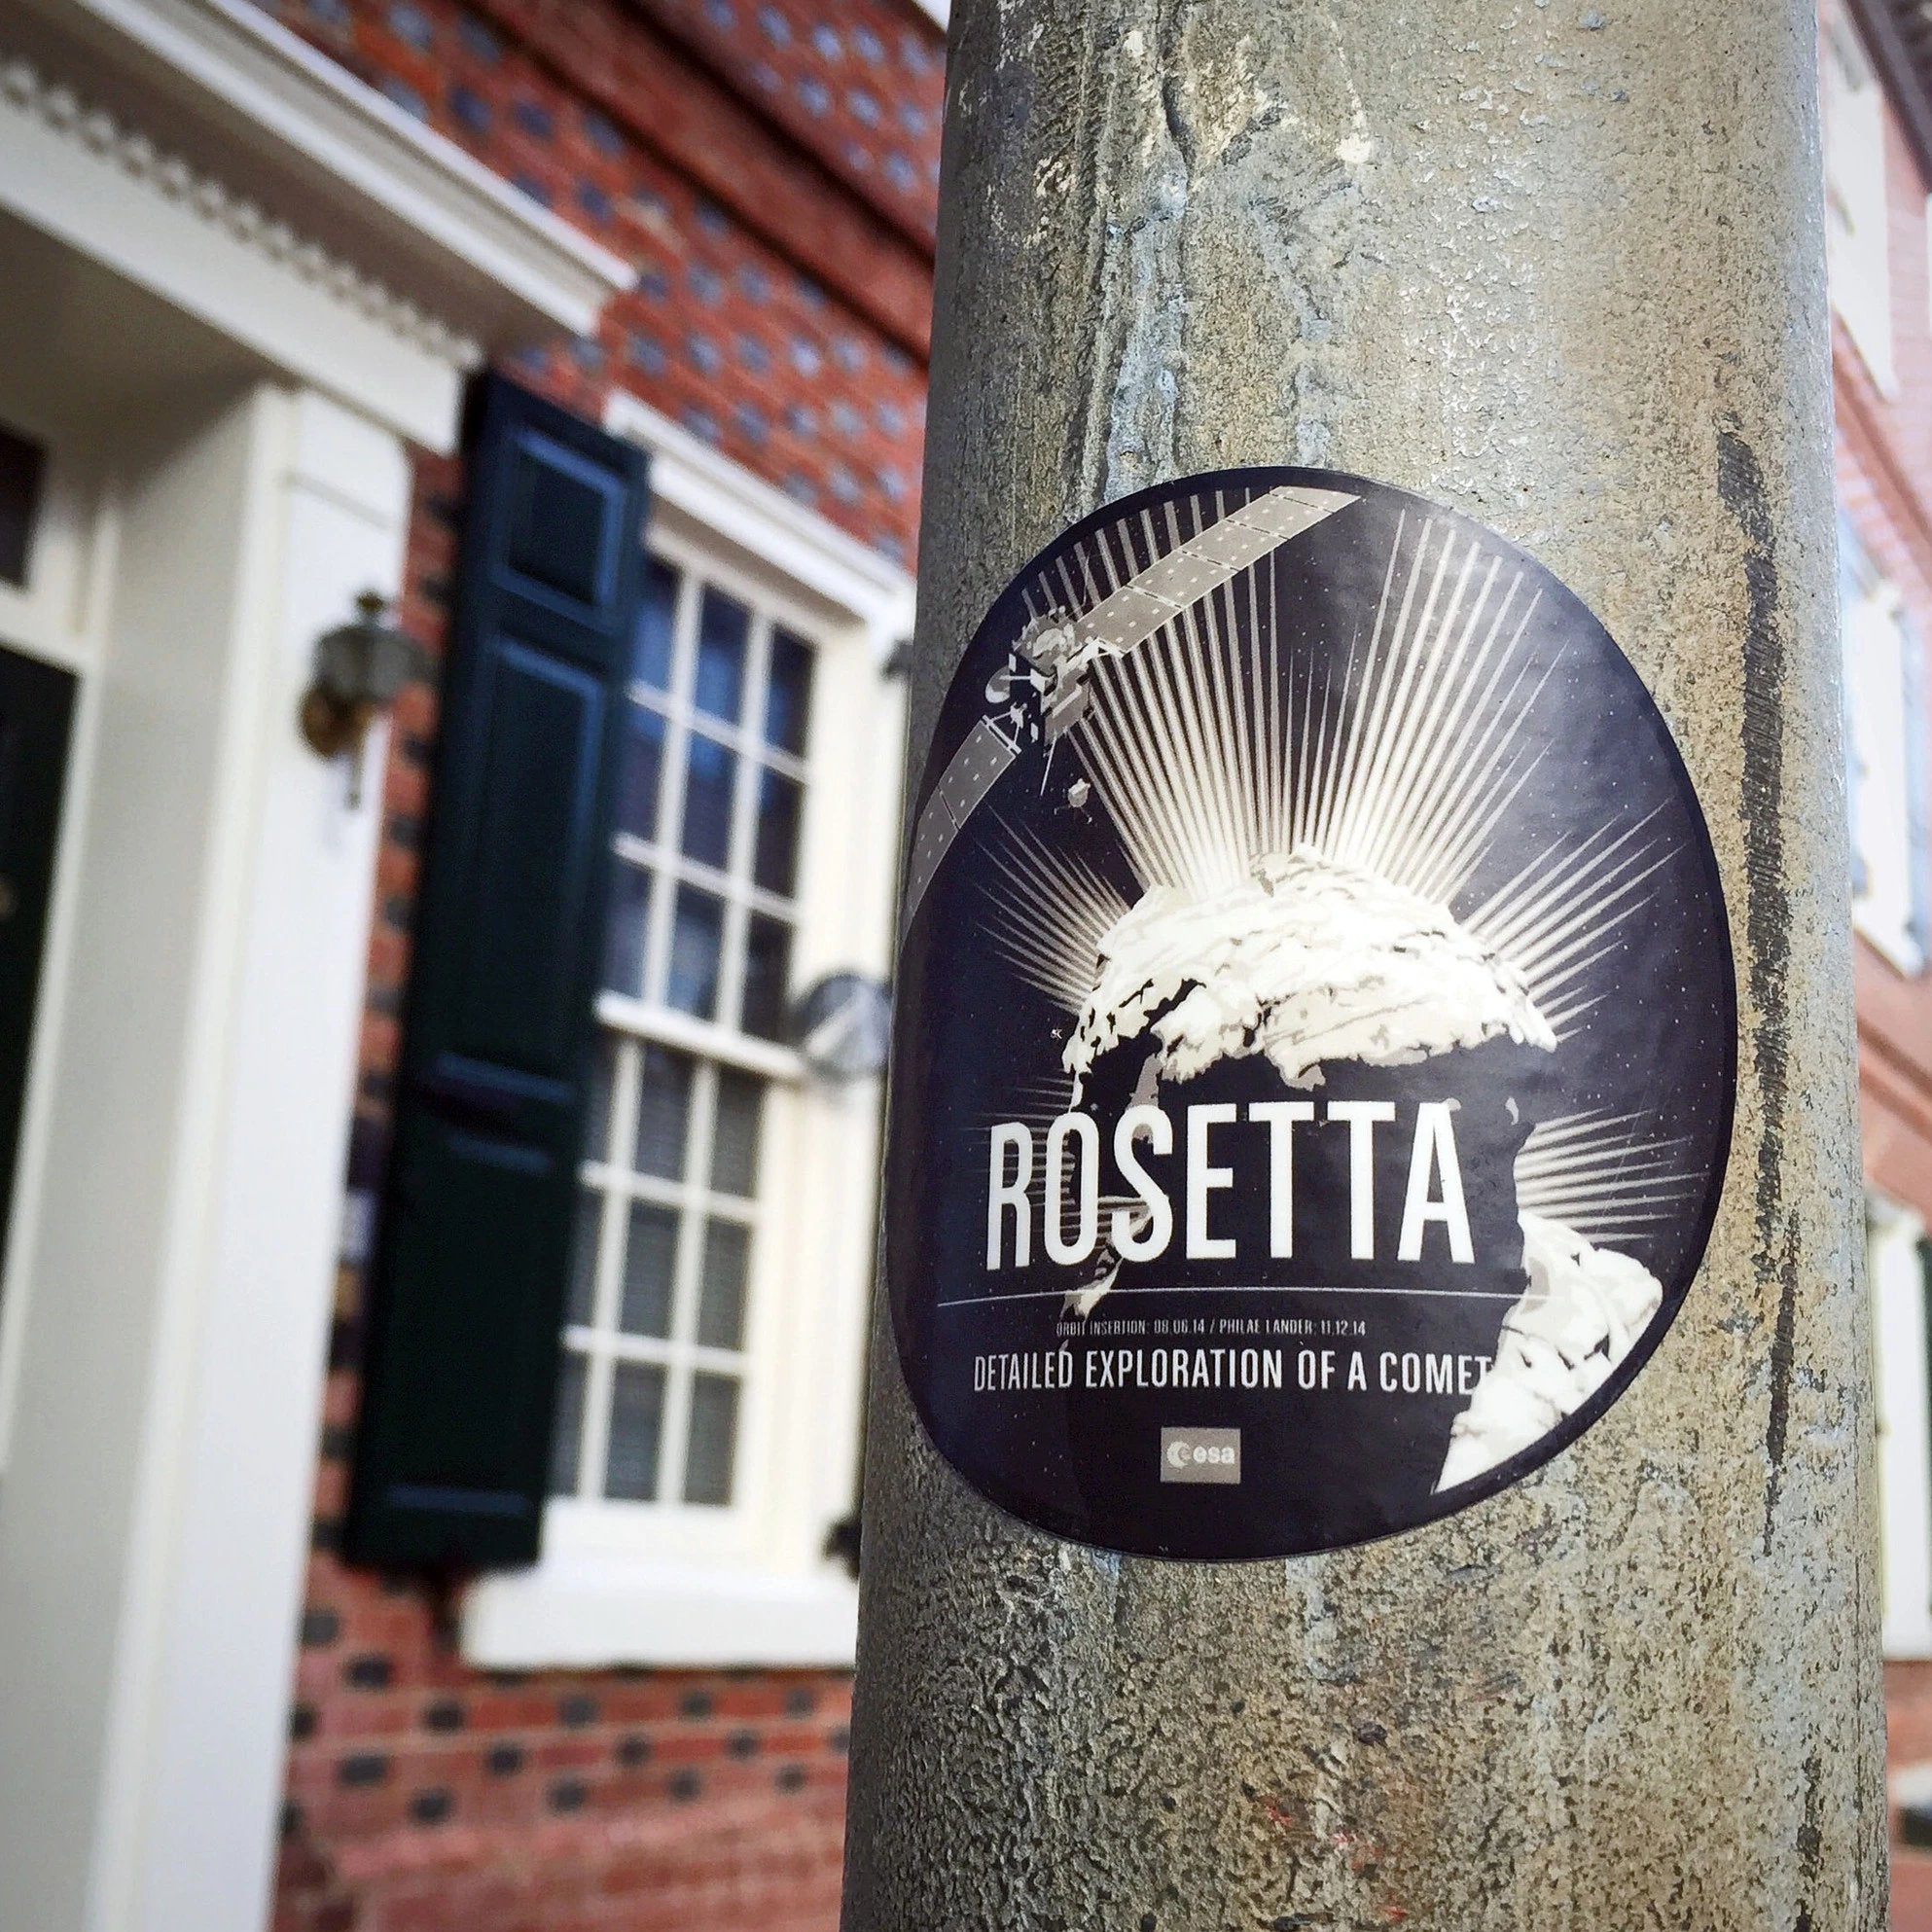 ROSETTA
ORBIT INSERTION: 08.06.14 / PHILAE LANDER: 11.12.14
DETAILED EXPLORATION OF A COMET
esa